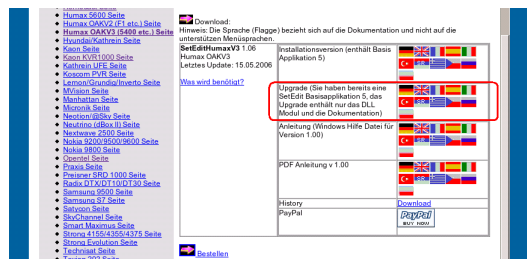 Humax 5600 Seite
Humax OAKV2 (F1 etc.) Seite
Humax OAKV3 (5400 etc.) Seite
Hyundai/Kathrein Seite
Kaon Seite
Kaon KVR1000 Seite
Kathrein UFE Seite
Koscom PVR Seite
Lemon/Grundig/Inverto Seite
MVision Seite
Manhattan Seite
Micronik Seite
Neotion/@Sky Seite
Neutrino (dBox II) Seite
Nextwave 2500 Seite
Nokia 9200/9500/9600 Seite
Nokia 9800 Seite
Opentel Seite
Praxis Seite
Preisner SRD 1000 Seite
Radix DTX/DT10/DT30 Seite
Samsung 9500 Seite
Samsung S7 Seite
Satycon Seite
SkyChannel Seite
Smart Maximus Seite
Strong 4155/4355/4375 Seite
Strong Evolution Seite
Technisat Seite
Download:
Hinweis: Die Sprache (Flagge) bezieht sich auf die Dokumentation und nicht auf die
unterstützen Menüsprachen.
SetEditHumaxV3 1.06
Humax OAKV3
Letztes Update: 15.05.2006
Was wird benötigt?
Installationsversion (enthält Basis
Applikation 5)
Upgrade (Sie haben bereits eine
SetEdit Basisapplikation 5, das
Upgrade enthält nur das DLL
Modul und die Dokumentation)
Anleitung (Windows Hilfe Datei für
Version 1.00)
PDF Anleitung v 1.00
History
Download
PayPal
PayPal
BUY NOW
Bestellen